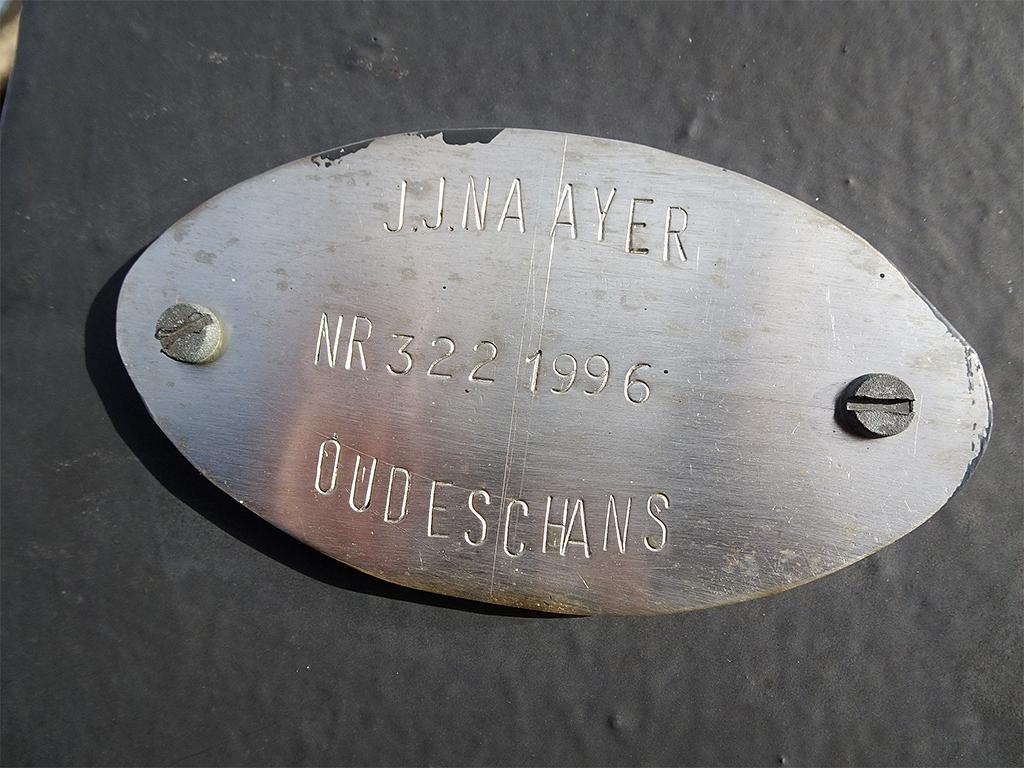 J.J.NAAYER
NR 322 1996
OUDESCHANS